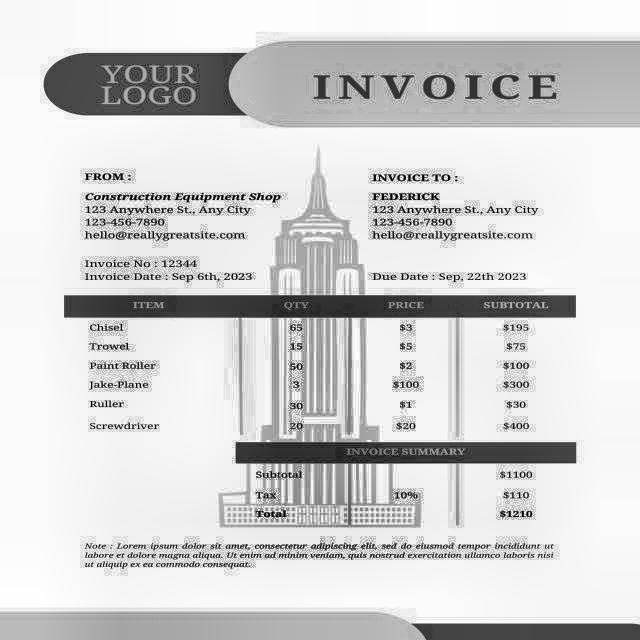 YOUR LOGO
INVOICE
FROM :
INVOICE TO :
Construction Equipment Shop
FEDERICK
123 Anywhere St., Any City
123 Anywhere St., Any City
123-456-7890
123-456-7890
hello@reallygreatsite.com
hello@reallygreatsite.com
Invoice No : 12344
Invoice Date : Sep 6th, 2023
Due Date : Sep, 22th 2023
ITEM QTY PRICE SUBTOTAL
Chisel 65 $3 $195
Trowel 15 $5 $75
Paint Roller 50 $2 $100
Jake-Plane 3 $100 $300
Ruller 30 $1 $30
Screwdriver 20 $20 $400
INVOICE SUMMARY
Subtotal $1100
Tax 10% $110
Total $1210
Note : Lorem ipsum dolor sit amet, consectetur adipiscing elit, sed do eiusmod tempor incididunt ut
labore et dolore magna aliqua. Ut enim ad minim veniam, quis nostrud exercitation ullamco laboris nisi
ut aliquip ex ea commodo consequat.